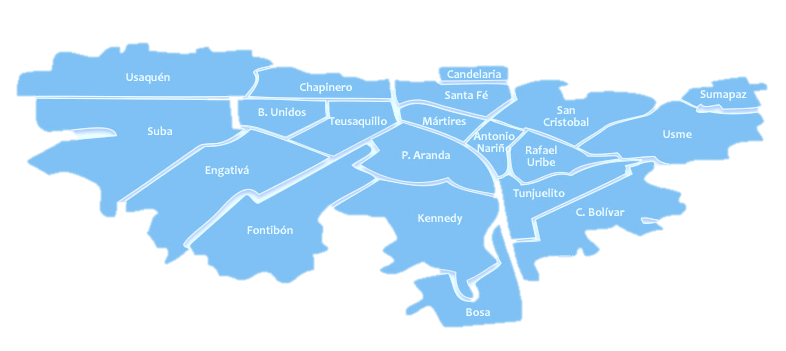 Usaquén
Candelaria
Chapinero
Santa Fé
Sumapaz
B. Unidos
Teusaquillo
Mártires
San
Cristobal
Suba
Antonio
Nariño
Usme
P. Aranda
Rafael
Uribe
Engativá
Tunjuelito
Kennedy
C. Bolívar
Fontibón
Bosa